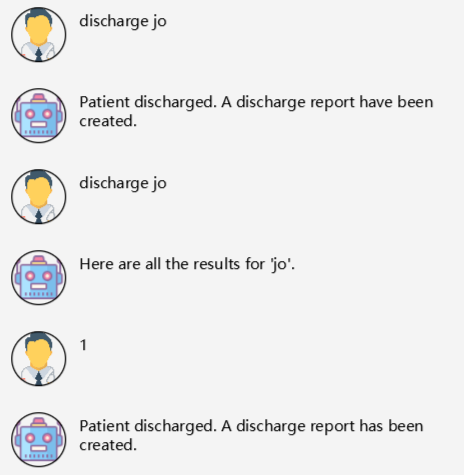 discharge jo
Patient discharged. A discharge report have been
created.
discharge jo
Here are all the results for 'jo'.
1
Patient discharged. A discharge report has been
created.